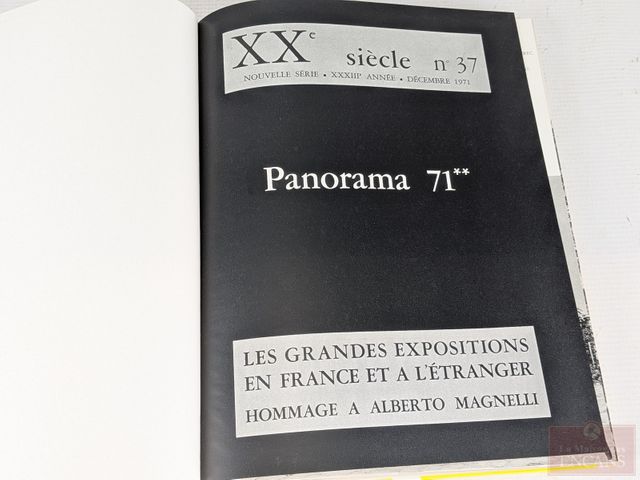 XXe siècle n° 37
NOUVELLE SÉRIE • XXXIIIe ANNÉE • DÉCEMBRE 1971
Panorama 71**
LES GRANDES EXPOSITIONS
EN FRANCE ET A L'ÉTRANGER
HOMMAGE A ALBERTO MAGNELLI
ENCANS